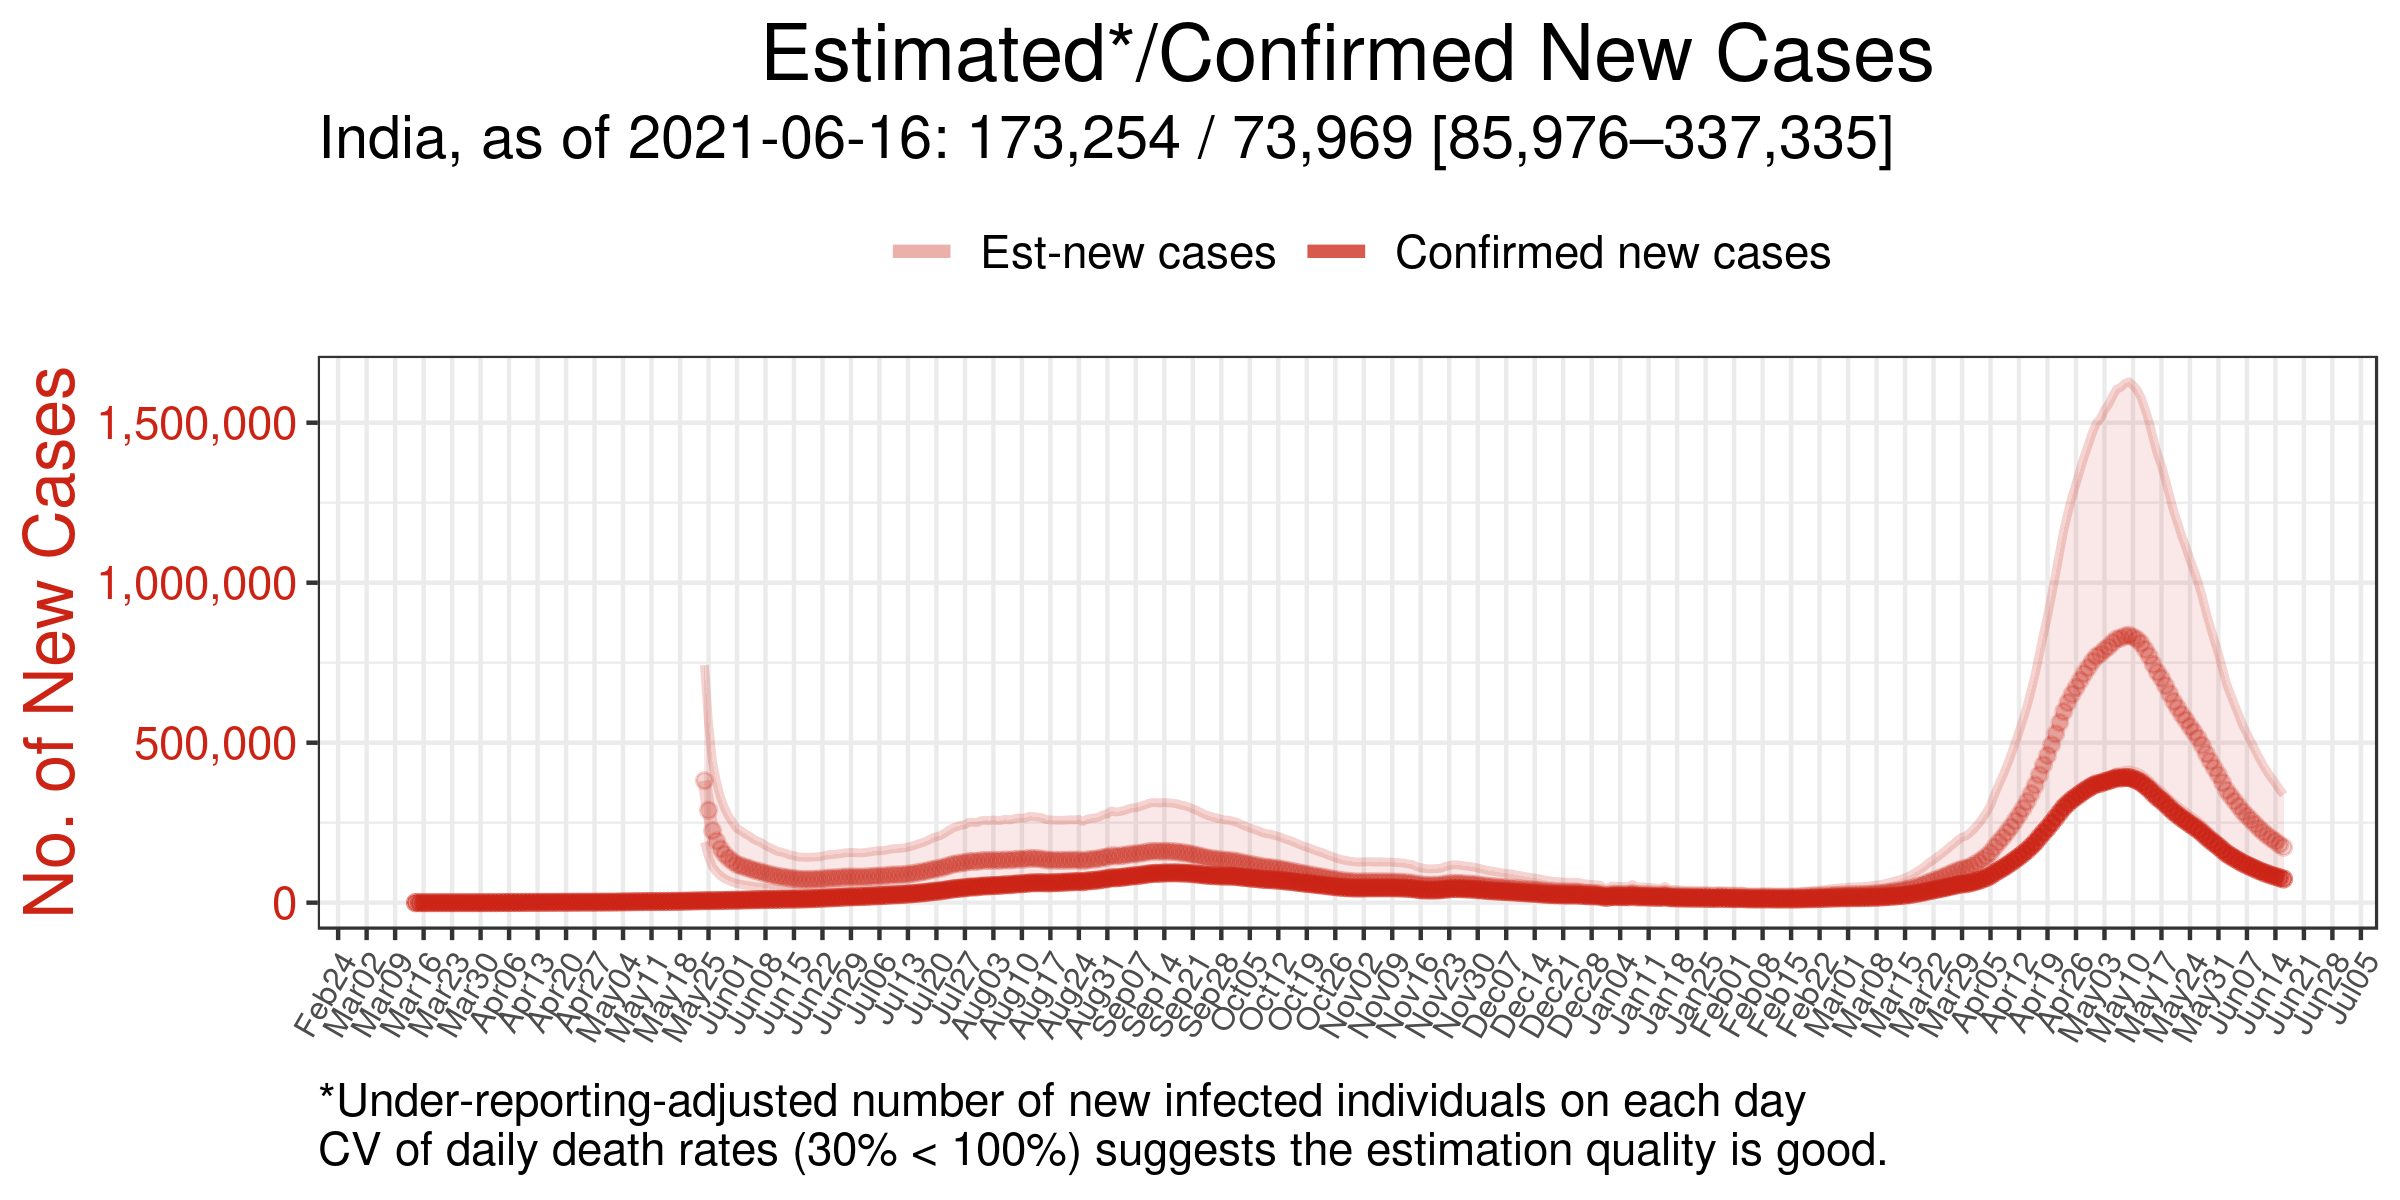 Estimated*/Confirmed New Cases
India, as of 2021-06-16: 173,254 / 73,969 [85,976–337,335]
Est-new cases
Confirmed new cases
No. of New Cases
1,500,000
1,000,000
500,000
0
Feb24
Mar02
Mar09
Mar16
Mar23
Mar30
Apr06
Apr13
Apr20
Apr27
May04
May11
May18
May25
Jun01
Jun08
Jun15
Jun22
Jun29
Jul06
Jul13
Jul20
Jul27
Aug03
Aug10
Aug17
Aug24
Aug31
Sep07
Sep14
Sep21
Sep28
Oct05
Oct12
Oct19
Oct26
Nov02
Nov09
Nov16
Nov23
Nov30
Dec07
Dec14
Dec21
Dec28
Jan04
Jan11
Jan18
Jan25
Feb01
Feb08
Feb15
Feb22
Mar01
Mar08
Mar15
Mar22
Mar29
Apr05
Apr12
Apr19
Apr26
May03
May10
May17
May24
May31
Jun07
Jun14
Jun21
Jun28
Jul05
*Under-reporting-adjusted number of new infected individuals on each day
CV of daily death rates (30% < 100%) suggests the estimation quality is good.